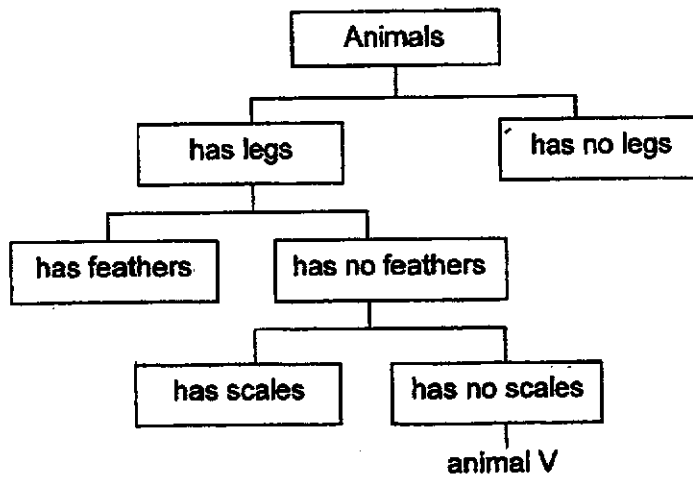 Animals
has legs
has no legs
has feathers
has no feathers
has scales
has no scales
animal V